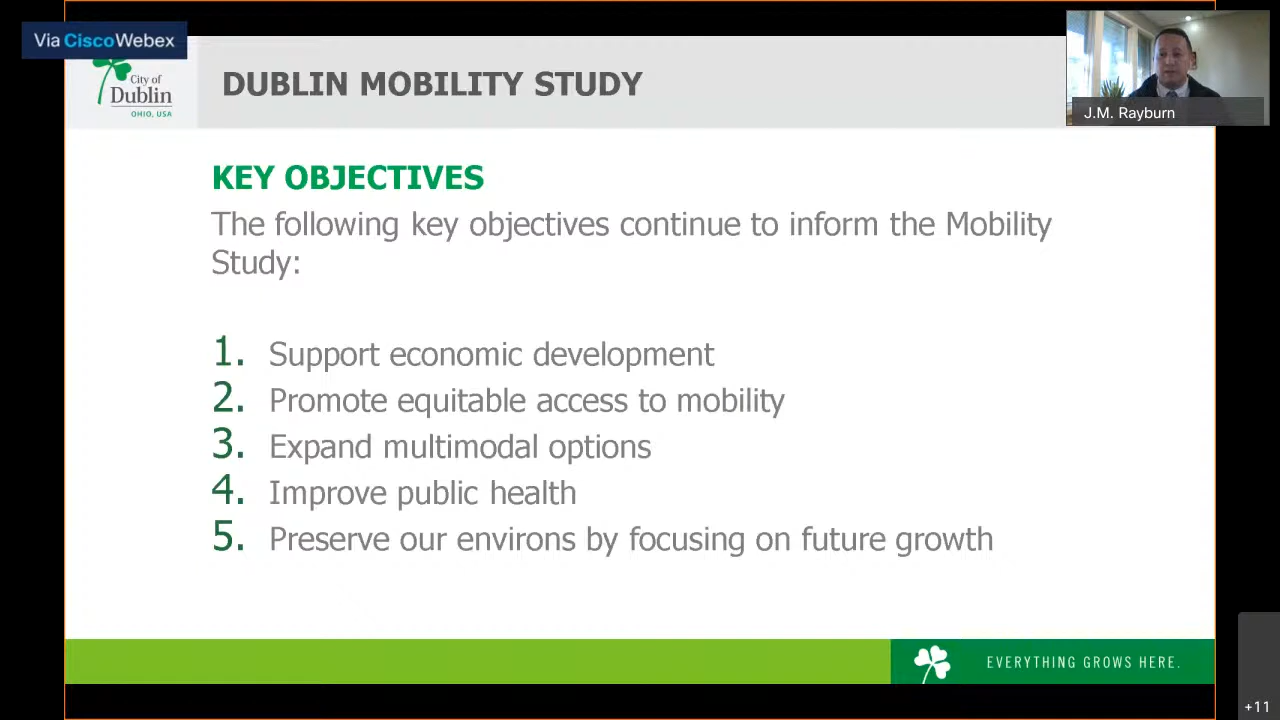 Via CiscoWebex
City of
Dublin
OHIO, USA
DUBLIN MOBILITY STUDY
J.M. Rayburn
KEY OBJECTIVES
The following key objectives continue to inform the Mobility
Study:
1. Support economic development
2. Promote equitable access to mobility
3. Expand multimodal options
4. Improve public health
5. Preserve our environs by focusing on future growth
EVERYTHING GROWS HERE.
+11